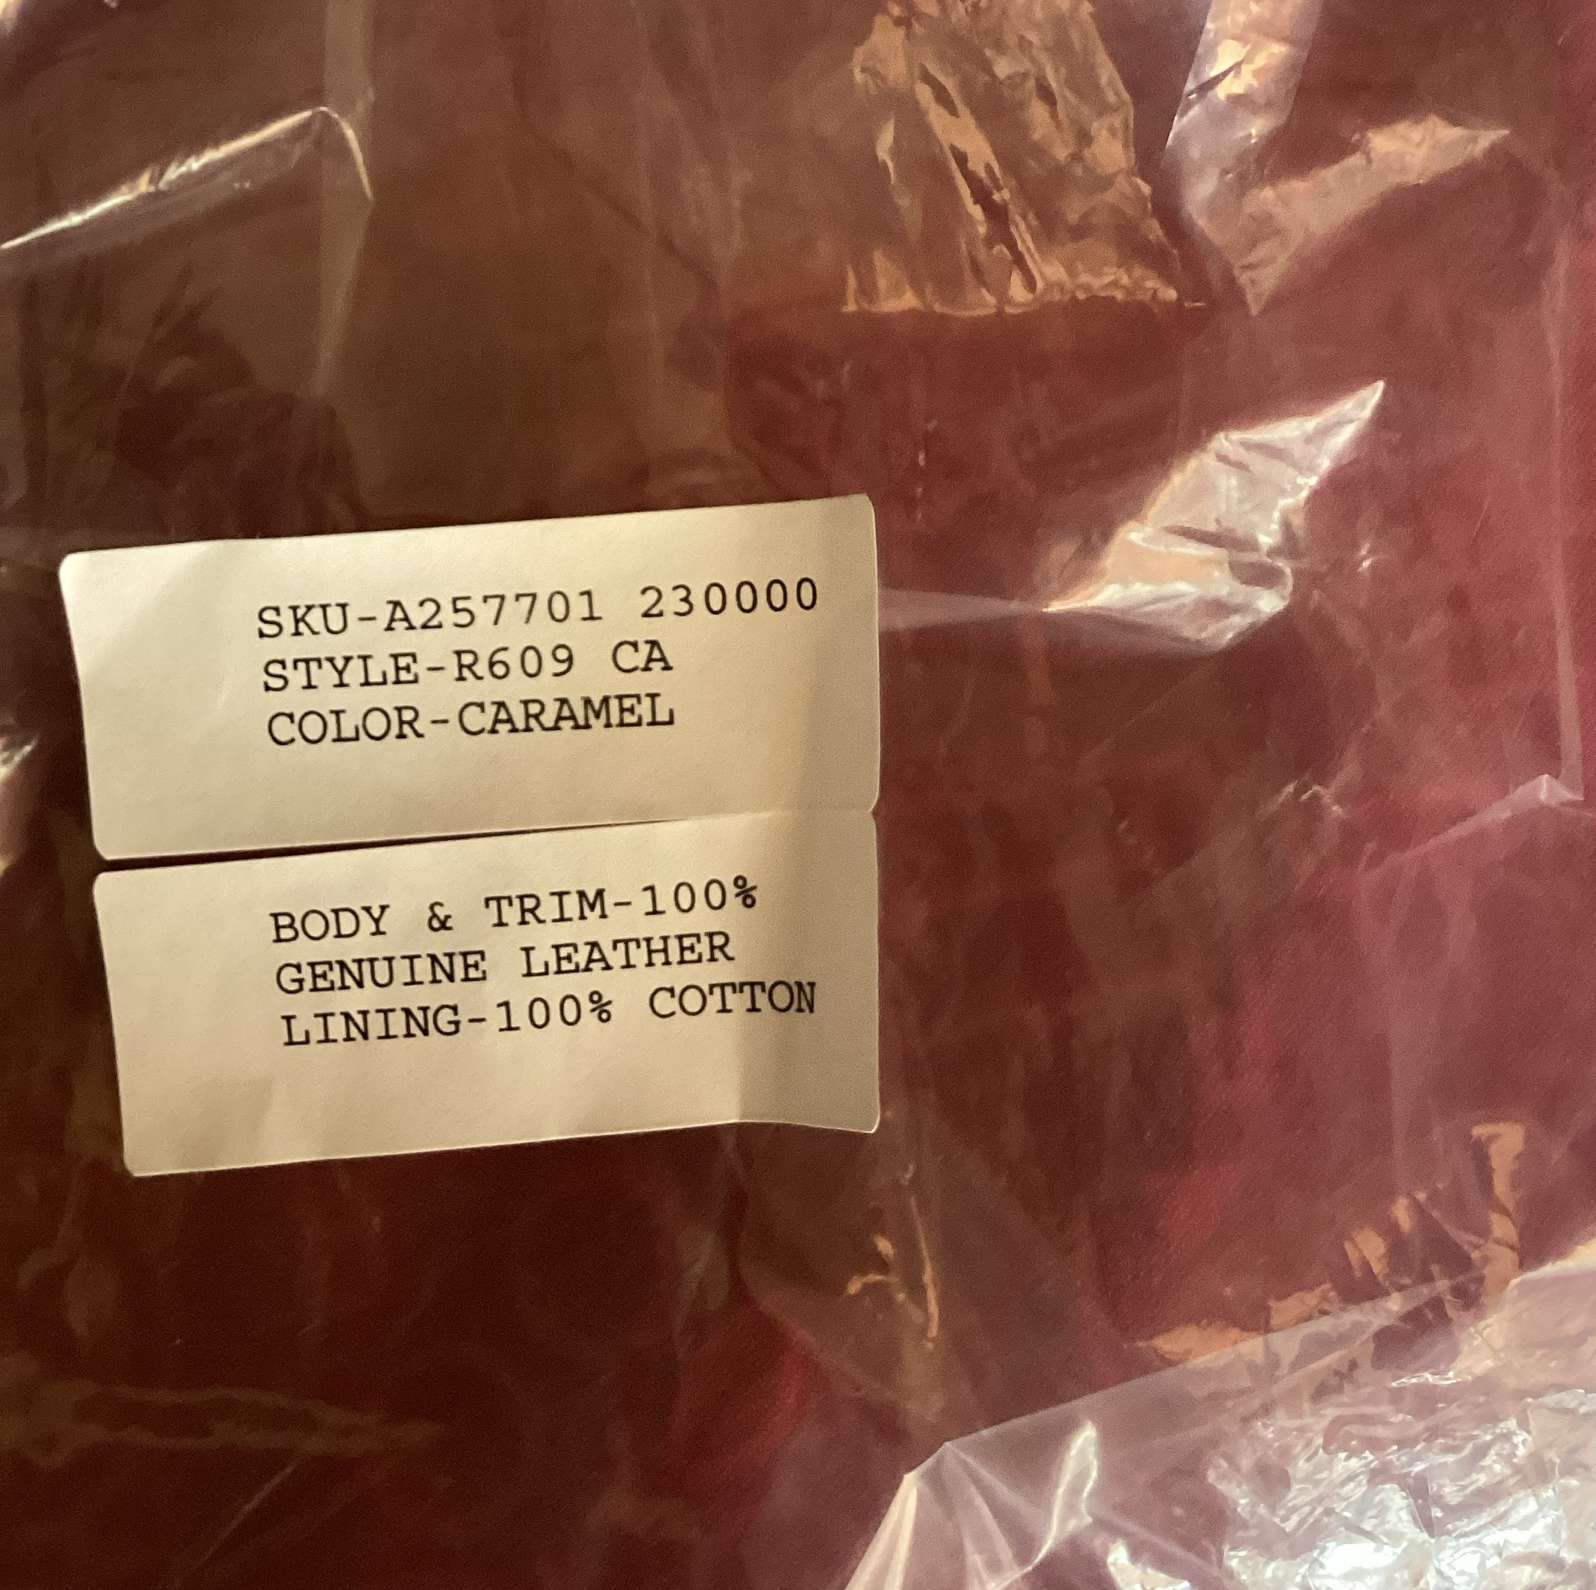 SKU-A257701 230000
STYLE-R609 CA
COLOR-CARAMEL
BODY & TRIM-100%
GENUINE LEATHER
LINING-100% COTTON